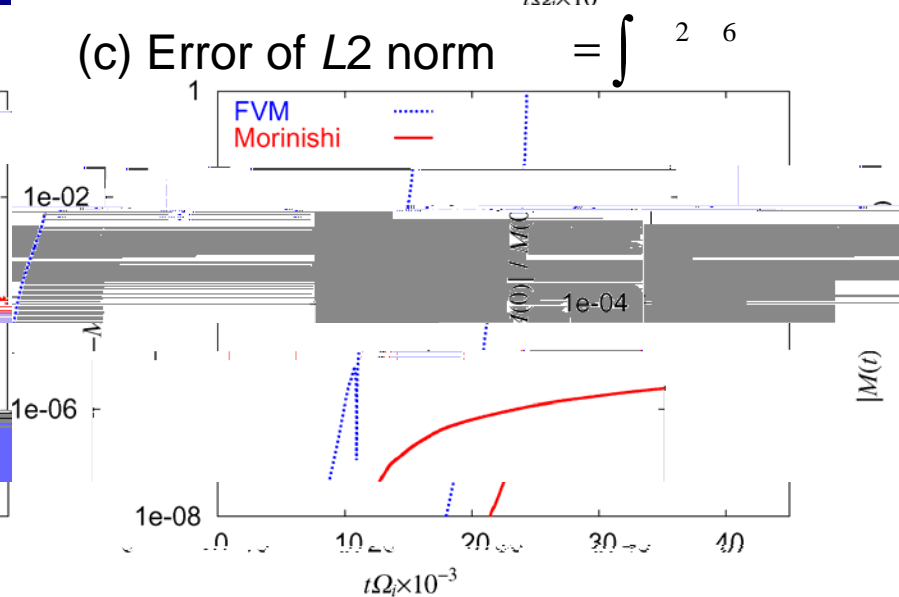 (c) Error of L2 norm = ∫ 2 6
1
FVM
Morinishi
1e-02
1e-04
|M(t)
1e-06
1e-08
0 10 20 30 40
tΩi×10−3